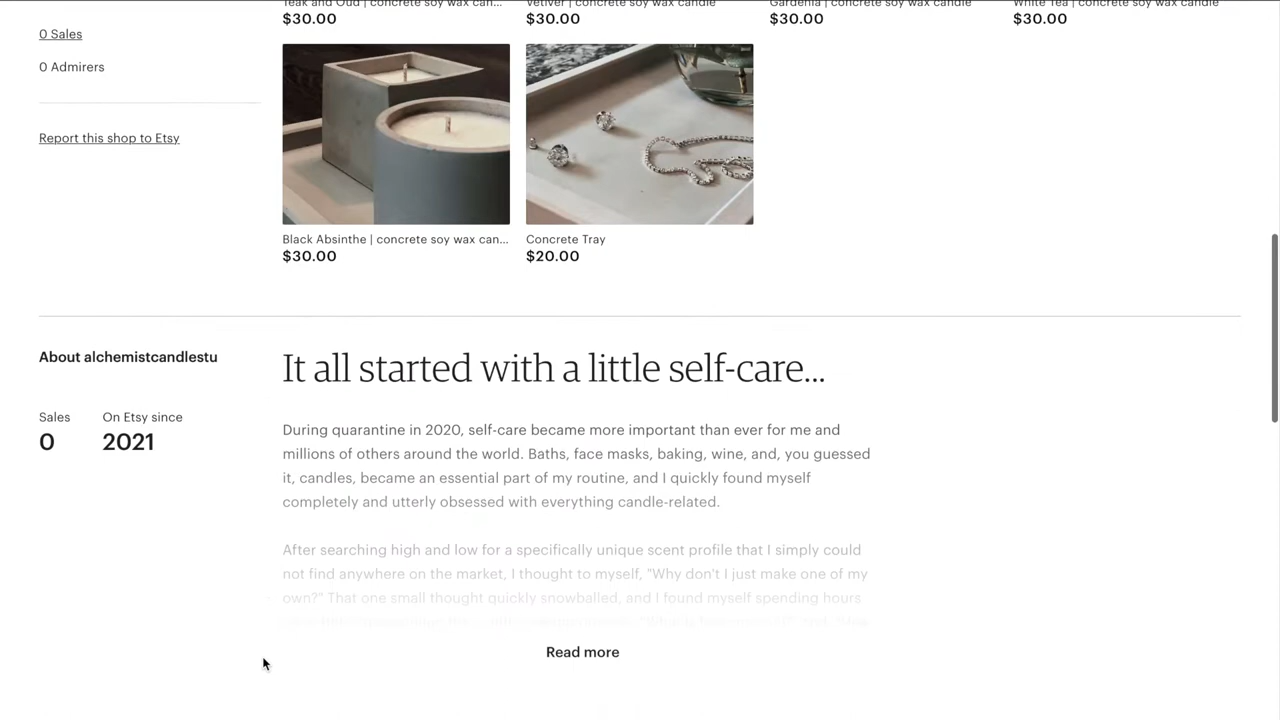 Teak and Oud | concrete soy wax can...
Vetiver | concrete soy wax candle
Gardenia | concrete soy wax candle
White Tea | concrete soy wax candle
$30.00
$30.00
$30.00
$30.00
0 Sales
0 Admirers
Report this shop to Etsy
Black Absinthe | concrete soy wax can...
$30.00
Concrete Tray
$20.00
About alchemistcandlestu
Sales
0
On Etsy since
2021
It all started with a little self-care...
During quarantine in 2020, self-care became more important than ever for me and
millions of others around the world. Baths, face masks, baking, wine, and, you guessed
it, candles, became an essential part of my routine, and I quickly found myself
completely and utterly obsessed with everything candle-related.
After searching high and low for a specifically unique scent profile that I simply could
not find anywhere on the market, I thought to myself, "Why don't I just make one of my
own?" That one small thought quickly snowballed, and I found myself spending hours
Read more